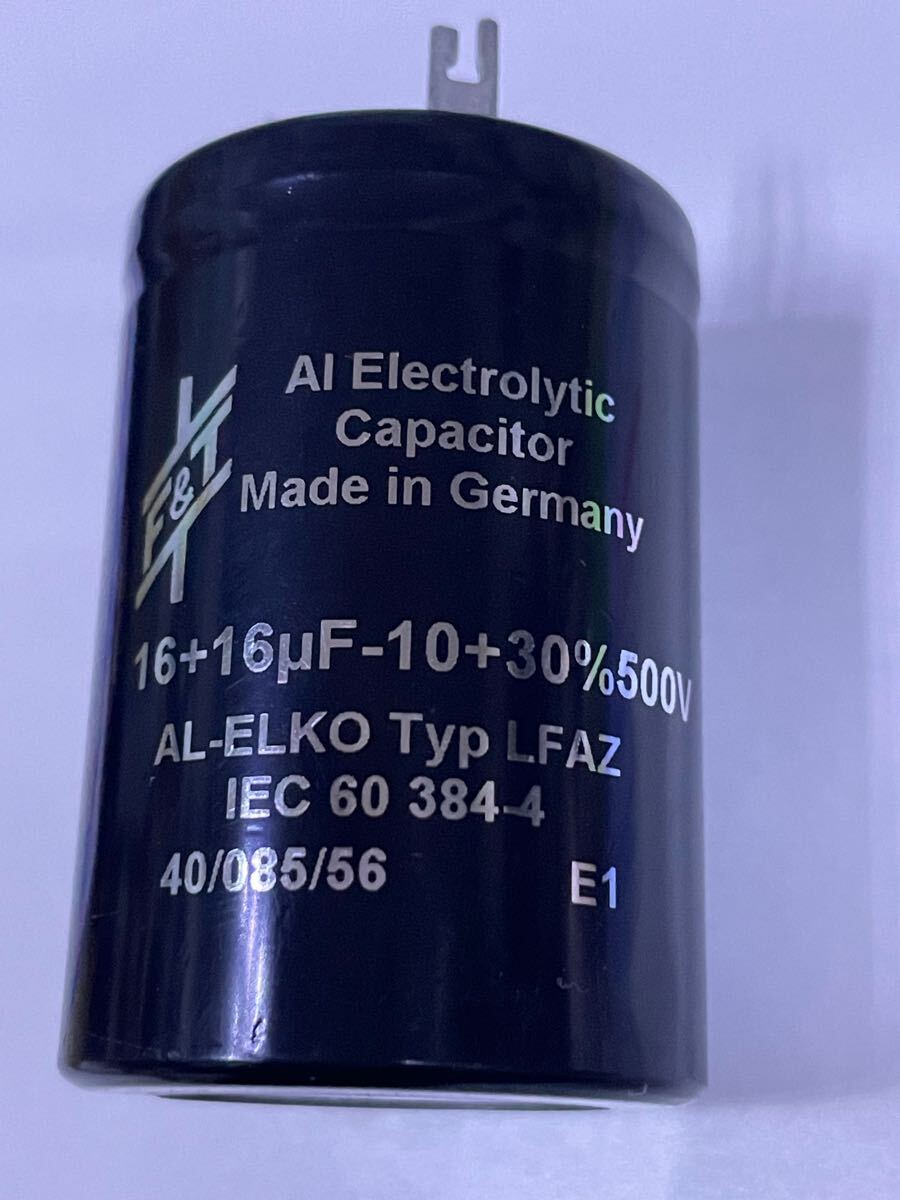 F&T
Al Electrolytic
Capacitor
Made in Germany
16+16µF-10+30%500V
AL-ELKO Typ LFAZ
IEC 60 384-4
40/085/56 E1